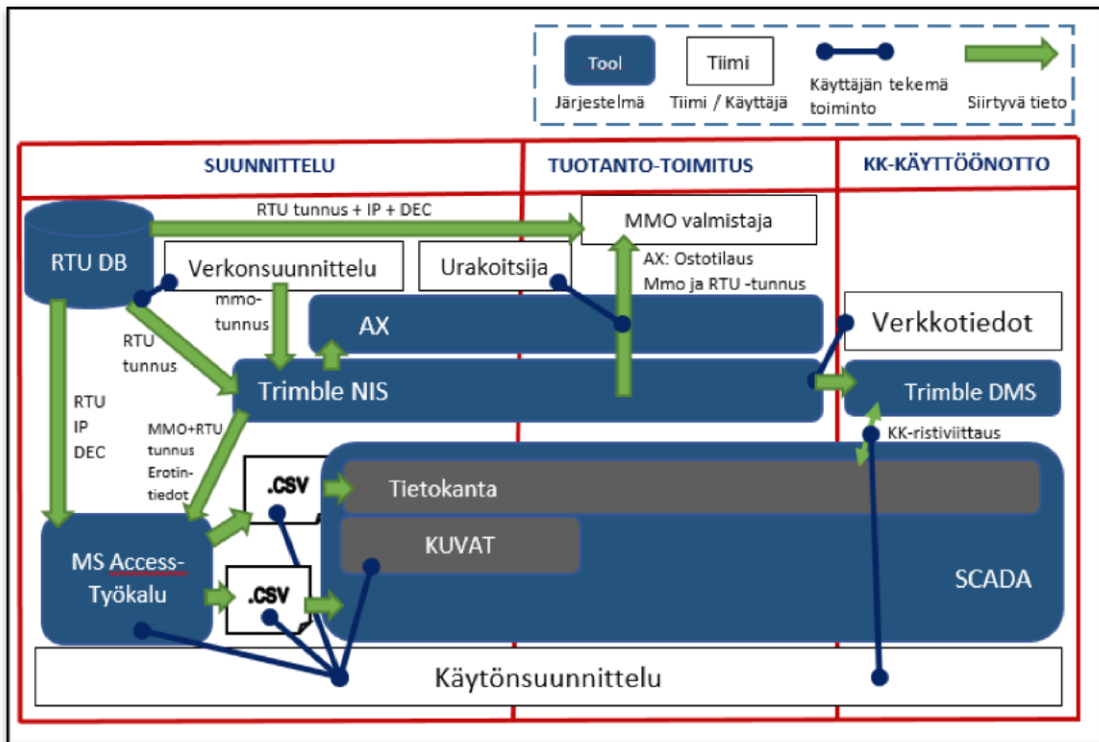 Tool
Tiimi
Järjestelmä
Tiimi / Käyttäjä
Käyttäjän tekemä
toiminto
Siirtyvä tieto
SUUNNITTELU
TUOTANTO-TOIMITUS
KK-KÄYTTÖÖNOTTO
RTU tunnus + IP + DEC
MMO valmistaja
RTU DB
Verkonsuunnittelu
Urakoitsija
AX: Ostotilaus
Mmo ja RTU -tunnus
mmo-
tunnus
AX
Verkkotiedot
RTU
tunnus
Trimble NIS
Trimble DMS
RTU
IP
DEC
MMO+RTU
tunnus
Erotin-
tiedot
KK-ristiviittaus
.CSV
Tietokanta
KUVAT
MS Access-
Työkalu
.CSV
SCADA
Käytönsuunnittelu